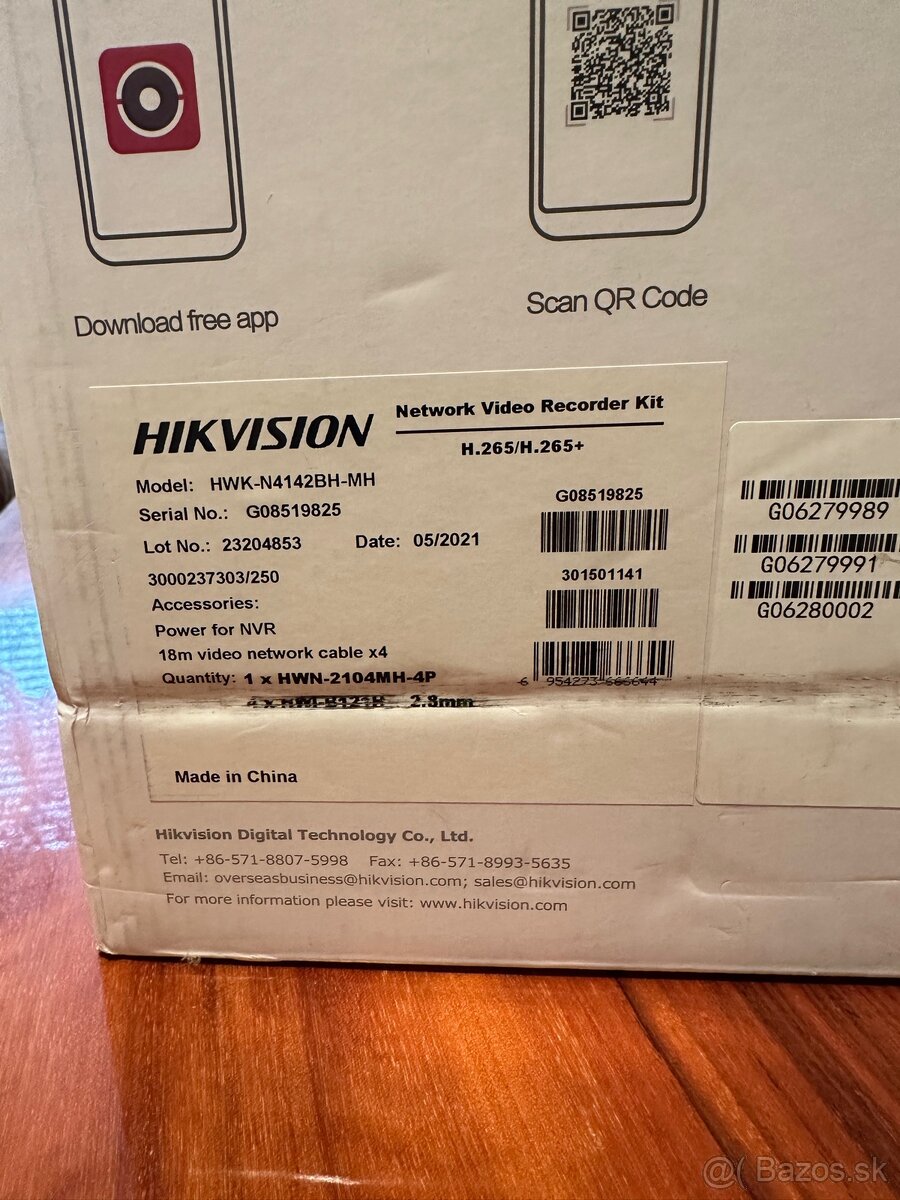 Download free app
Scan QR Code
HIKVISION
Network Video Recorder Kit
H.265/H.265+
Model: HWK-N4142BH-MH
Serial No.: G08519825
Lot No.: 23204853 Date: 05/2021
3000237303/250
Accessories:
Power for NVR
18m video network cable x4
Quantity: 1 x HWN-2104MH-4P
4 x 2.8mm
Made in China
G08519825
301501141
6 954273 666644
G06279989
G06279991
G06280002
Hikvision Digital Technology Co., Ltd.
Tel: +86-571-8807-5998 Fax: +86-571-8993-5635
Email: overseasbusiness@hikvision.com; sales@hikvision.com
For more information please visit: www.hikvision.com
@( Bazos.sk